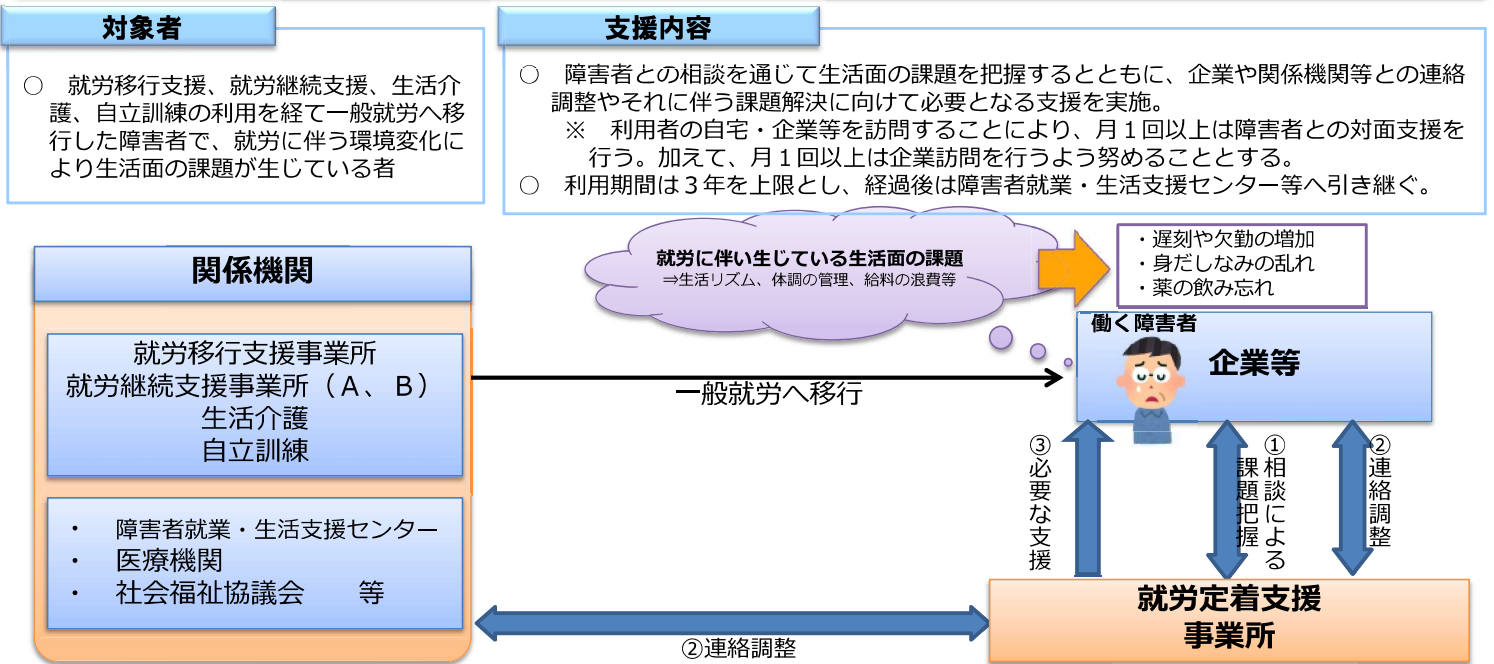 対象者
○　就労移行支援、就労継続支援、生活介
護、自立訓練の利用を経て一般就労へ移
行した障害者で、就労に伴う環境変化に
より生活面の課題が生じている者
支援内容
○　障害者との相談を通じて生活面の課題を把握するとともに、企業や関係機関等との連絡
調整やそれに伴う課題解決に向けて必要となる支援を実施。
※　利用者の自宅・企業等を訪問することにより、月１回以上は障害者との対面支援を
行う。加えて、月１回以上は企業訪問を行うよう努めることとする。
○　利用期間は３年を上限とし、経過後は障害者就業・生活支援センター等へ引き継ぐ。
就労に伴い生じている生活面の課題
⇒生活リズム、体調の管理、給料の浪費等
・遅刻や欠勤の増加
・身だしなみの乱れ
・薬の飲み忘れ
関係機関
就労移行支援事業所
就労継続支援事業所（Ａ、Ｂ）
生活介護
自立訓練
・　障害者就業・生活支援センター
・　医療機関
・　社会福祉協議会　　等
一般就労へ移行
働く障害者
企業等
③必要な支援
①相談による
課題把握
②連絡調整
就労定着支援
事業所
②連絡調整